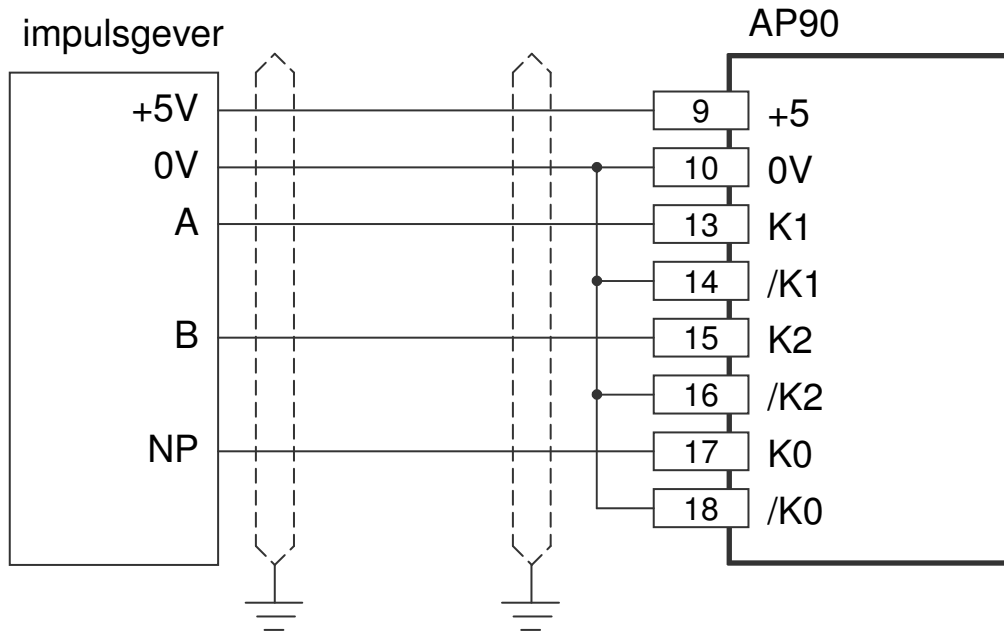 impulsgever
AP90
+5V 9 +5
0V 10 0V
A 13 K1
14 /K1
B 15 K2
16 /K2
NP 17 K0
18 /K0